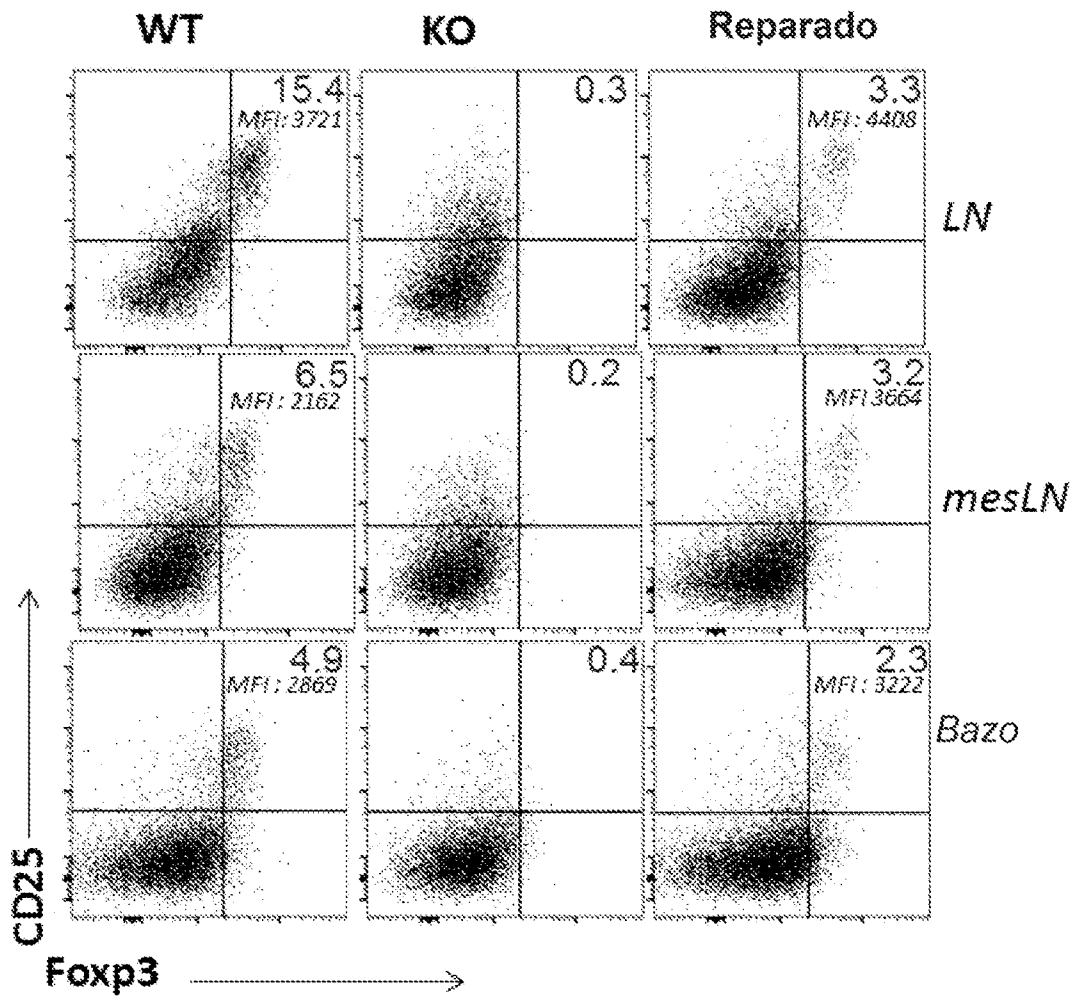 WT KO Reparado
15.4 0.3 3.3
MFI: 3721 MFI: 4408
LN
6.5 0.2 3.2
MFI: 2162 MFI 3664
mesLN
4.9 0.4 2.3
MFI: 2869 MFI: 3222
Bazo
CD25
Foxp3